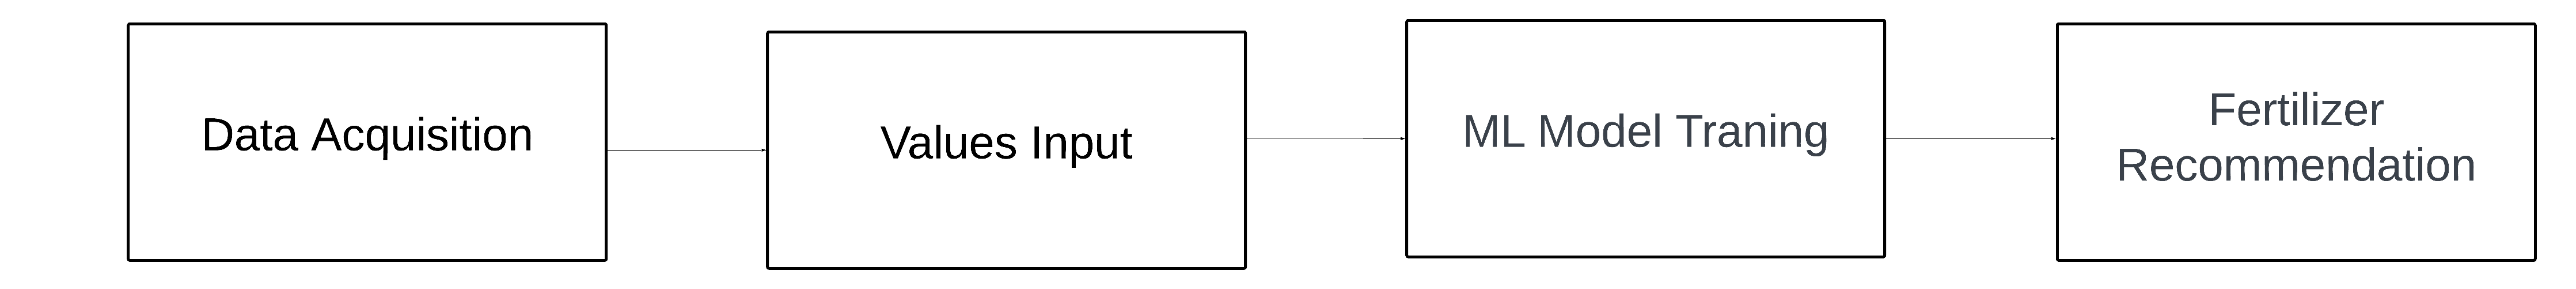 Data Acquisition
Values Input
ML Model Traning
Fertilizer
Recommendation